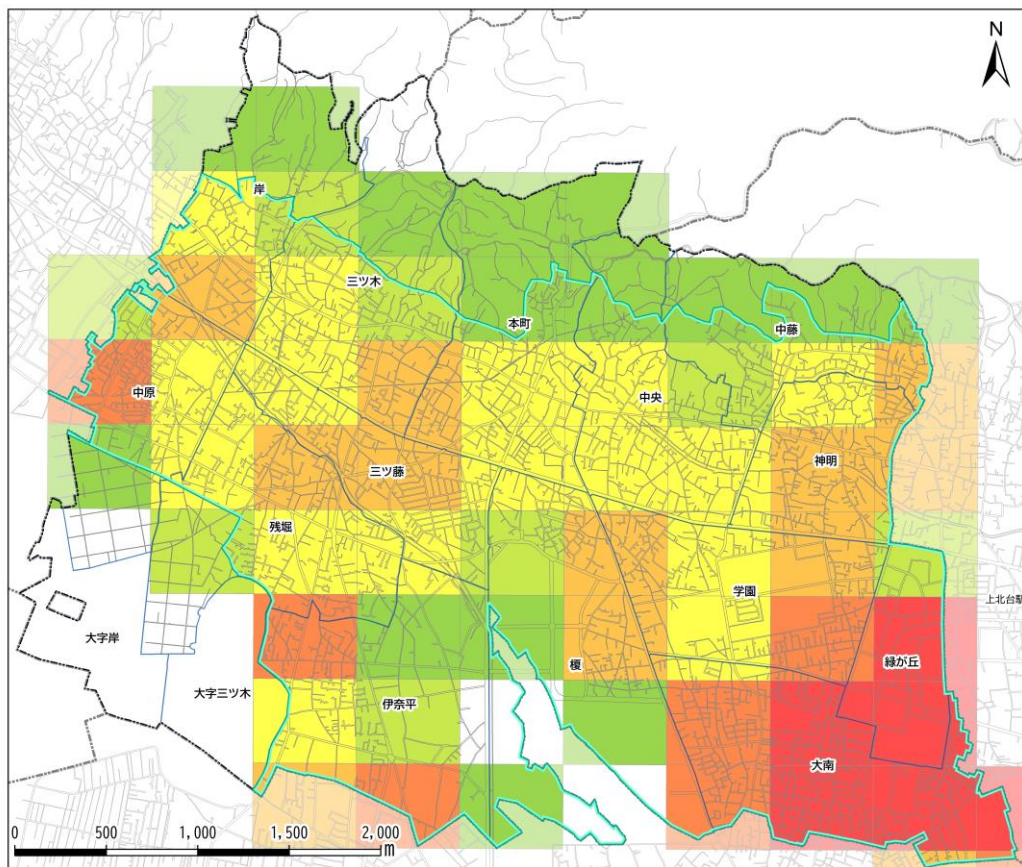 N
岸
三ツ木
本町
中藤
中原
中央
三ツ藤
神明
残堀
学園
上北台駅
大字岸
榎
緑が丘
大字三ツ木
伊奈平
大南
0 500 1,000 1,500 2,000
m